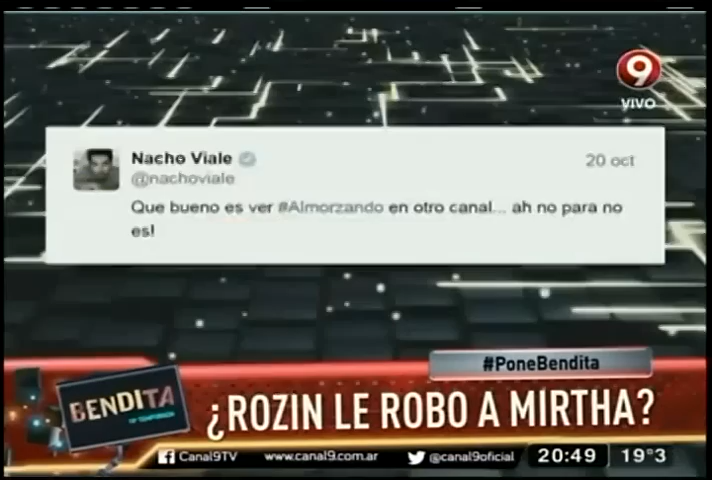 9
VIVO
Nacho Viale
20 oct
@nachoviale
Que bueno es ver #Almorzando en otro canal... ah no para no
es!
#PoneBendita
BENDITA
¿ROZIN LE ROBO A MIRTHA?
Canal9TV www.canal9.com.ar @canal9oficial 20:49 19°3